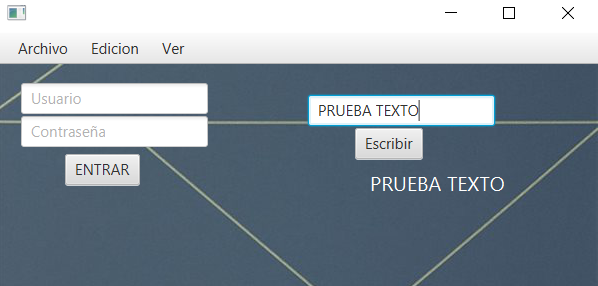 Archivo Edicion Ver
Usuario
Contraseña
ENTRAR
PRUEBA TEXTO
Escribir
PRUEBA TEXTO